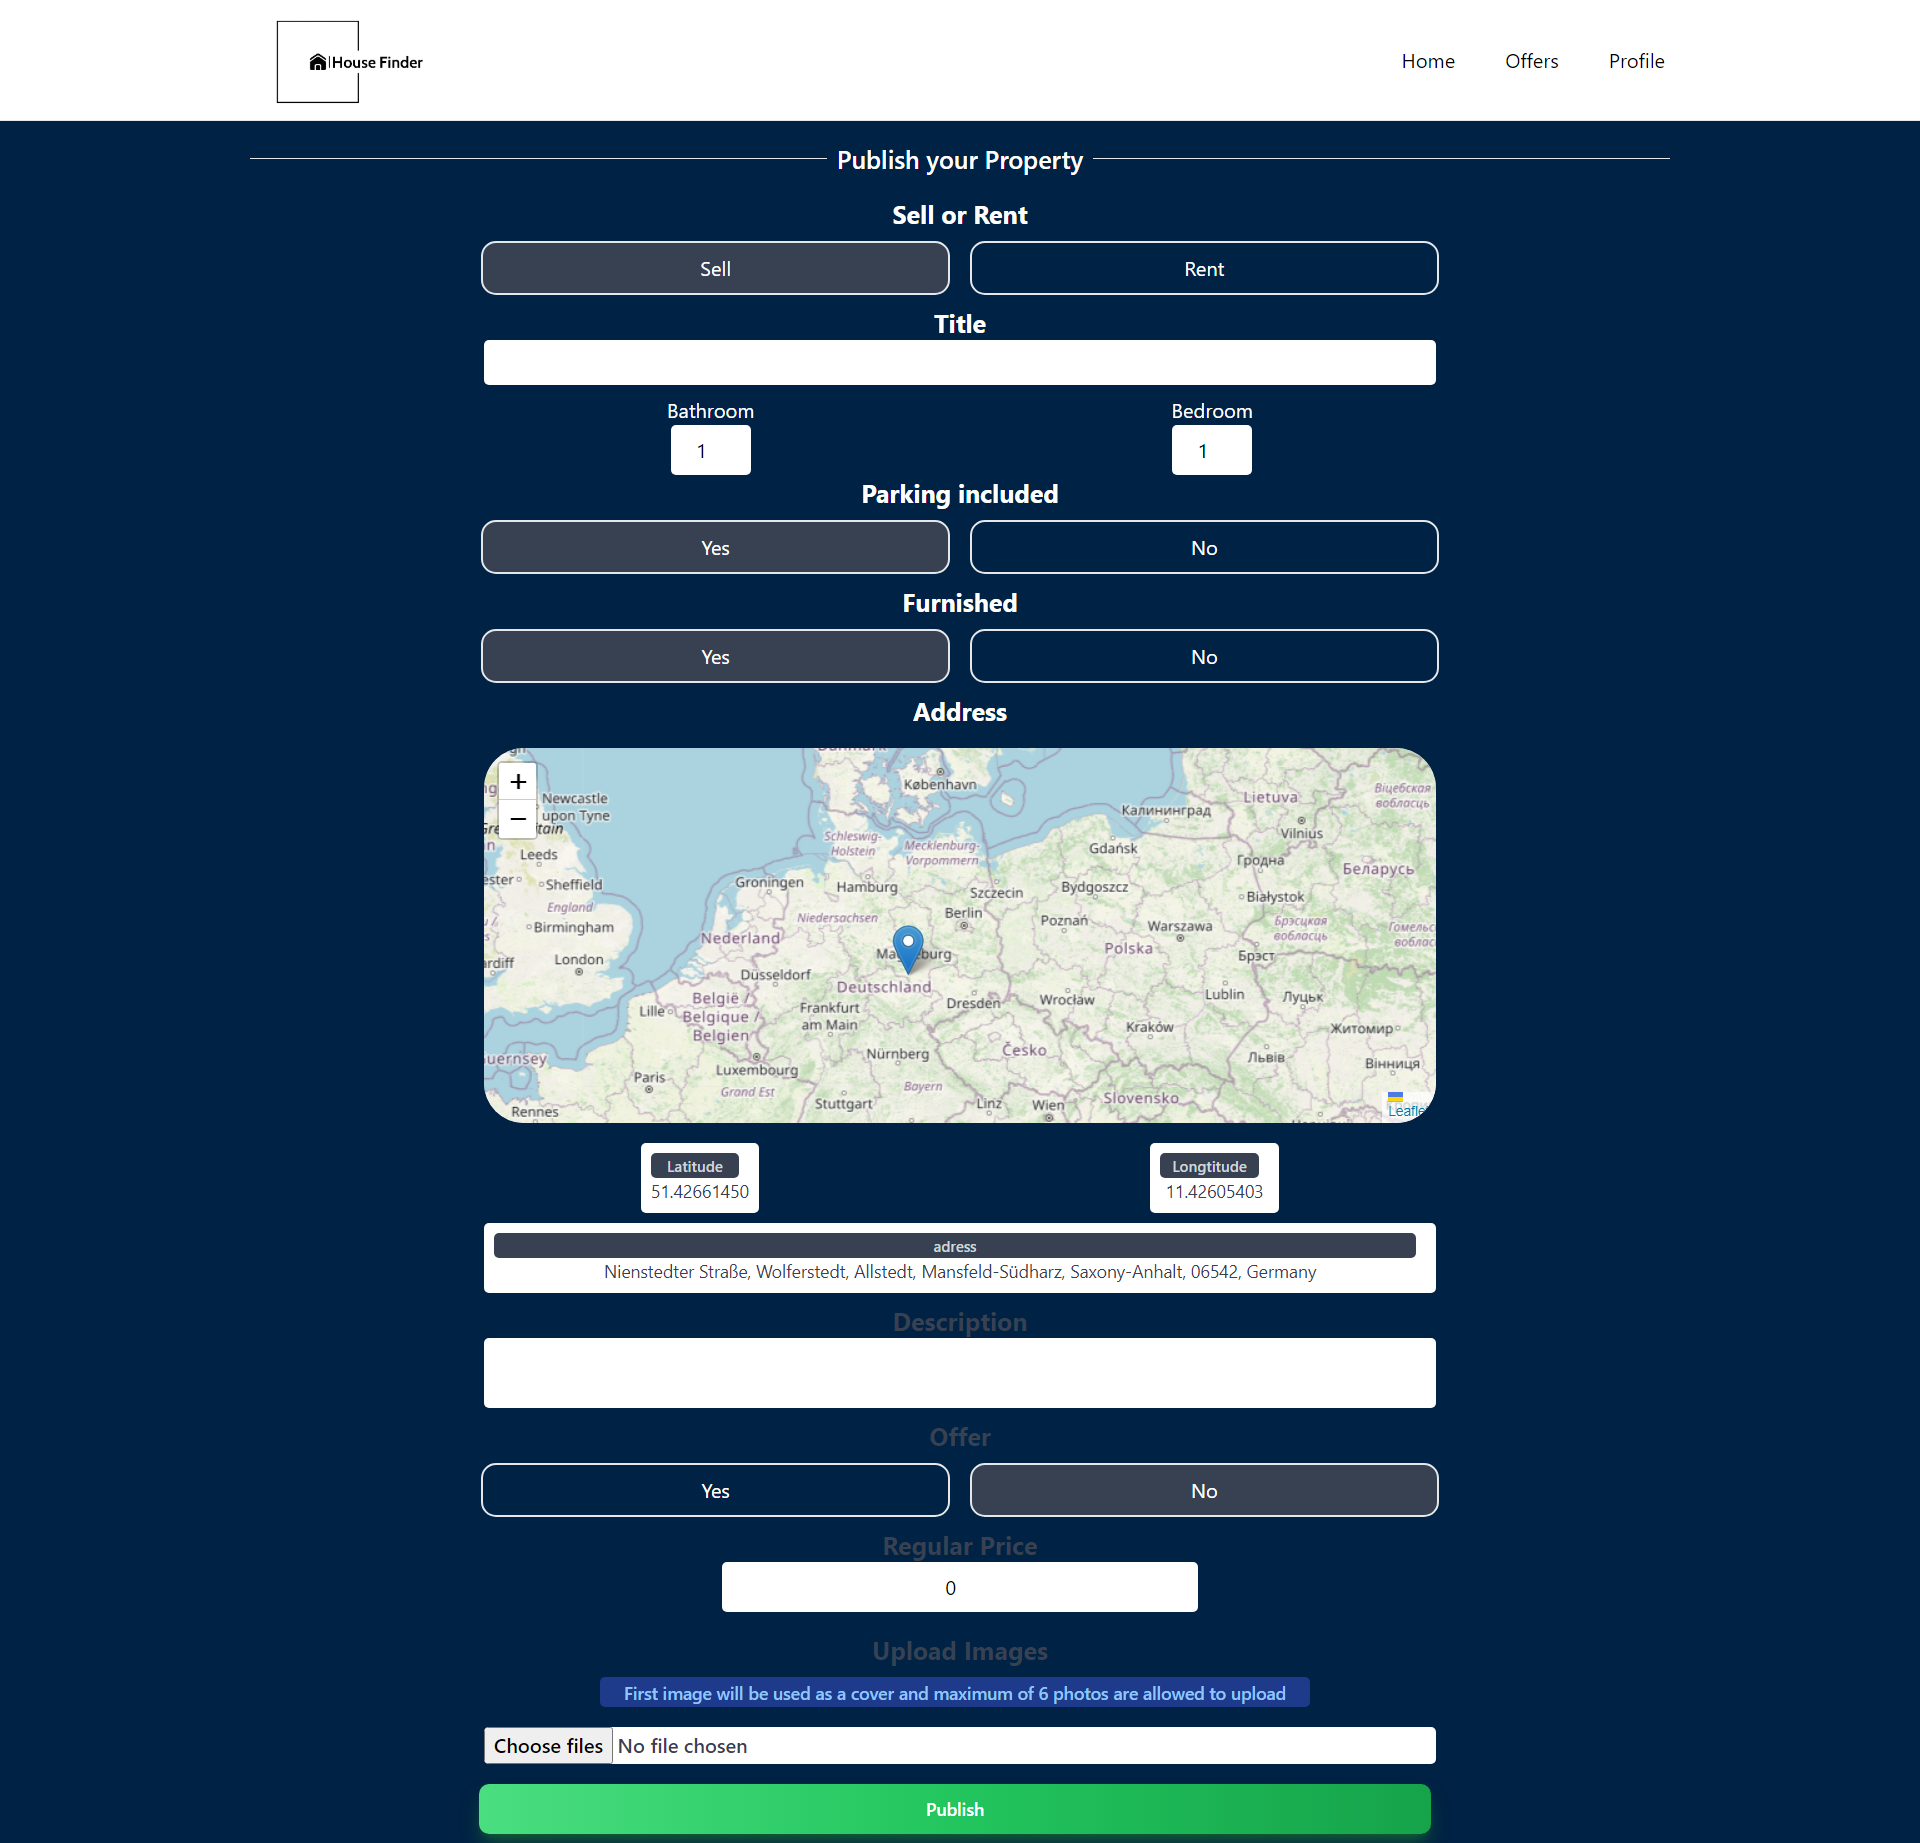 House Finder
Home Offers Profile
Publish your Property
Sell or Rent
Sell Rent
Title
Bathroom Bedroom
1 1
Parking included
Yes No
Furnished
Yes No
Address
+
−
København
Newcastle
upon Tyne
Калининград
Lietuva
Віцебская
вобласць
Vilnius
Schleswig-
Holstein
Mecklenburg-
Vorpommern
Gdańsk
Гродна
Беларусь
Leeds
Sheffield
Groningen
Hamburg
Szczecin
Bydgoszcz
Białystok
England
Birmingham
Niedersachsen
Berlin
Poznań
Warszawa
Брэсцкая
вобласць
Nederland
Polska
London
Düsseldorf
Deutschland
Брэст
België /
Belgique /
Belgien
Lille
Frankfurt
am Main
Dresden
Wrocław
Lublin
Луцьк
Kraków
Житомир
Nürnberg
Česko
Львів
Вінниця
Luxembourg
Paris
Grand Est
Bayern
Stuttgart
Linz
Wien
Slovensko
Rennes
Latitude Longtitude
51.42661450 11.42605403
adress
Nienstedter Straße, Wolferstedt, Allstedt, Mansfeld-Südharz, Saxony-Anhalt, 06542, Germany
Description
Offer
Yes No
Regular Price
0
Upload Images
First image will be used as a cover and maximum of 6 photos are allowed to upload
Choose files No file chosen
Publish